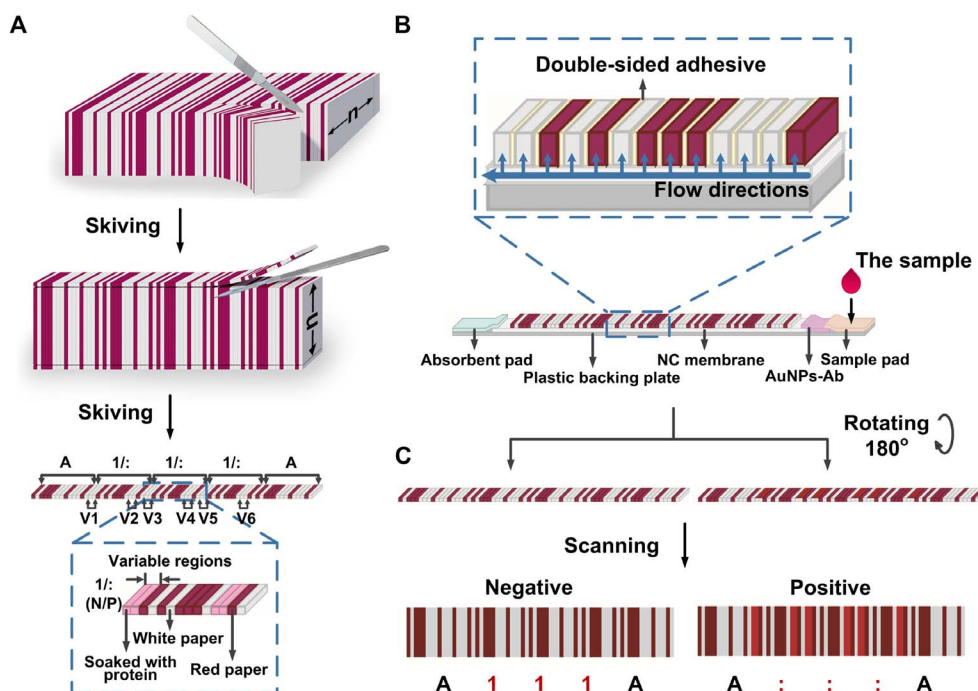 A
n
Skiving
n
Skiving
A 1/: 1/: 1/: A
V1 V2 V3 V4 V5 V6
Variable regions
1/:
(N/P)
White paper
Soaked with
protein
Red paper
B
Double-sided adhesive
Flow directions
The sample
Absorbent pad
Plastic backing plate
NC membrane
AuNPs-Ab
Sample pad
Rotating
180°
C
Scanning
Negative
Positive
A 1 1 1 A
A : : : A